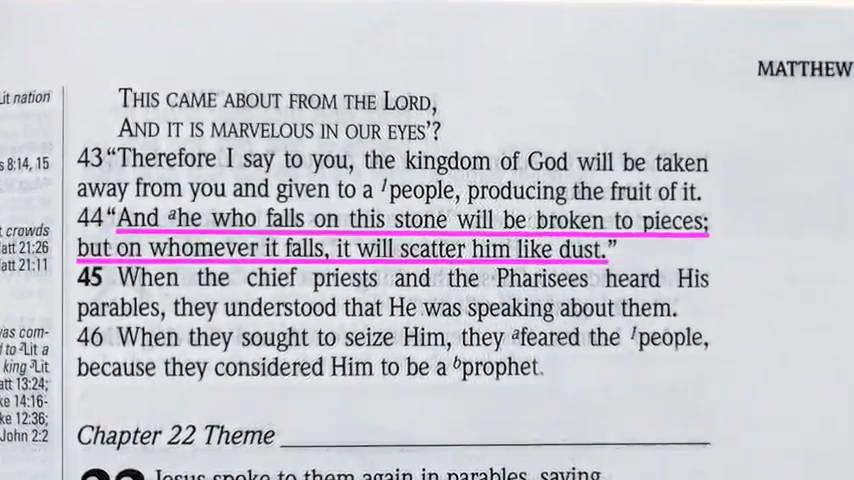 MATTHEW
THIS CAME ABOUT FROM THE LORD,
AND IT IS MARVELOUS IN OUR EYES’?
43 “Therefore I say to you, the kingdom of God will be taken
away from you and given to a ¹people, producing the fruit of it.
44 “And ᵃhe who falls on this stone will be broken to pieces;
but on whomever it falls, it will scatter him like dust.”
45 When the chief priests and the Pharisees heard His
parables, they understood that He was speaking about them.
46 When they sought to seize Him, they ᵃfeared the ¹people,
because they considered Him to be a ᵇprophet.
Chapter 22 Theme
22 Jesus spoke to them again in parables, saying
Lit nation
8:14, 15
crowds
Matt 21:26
Matt 21:11
was com-
to ²Lit a
king ³Lit
Matt 13:24;
14:16-
12:36;
John 2:2